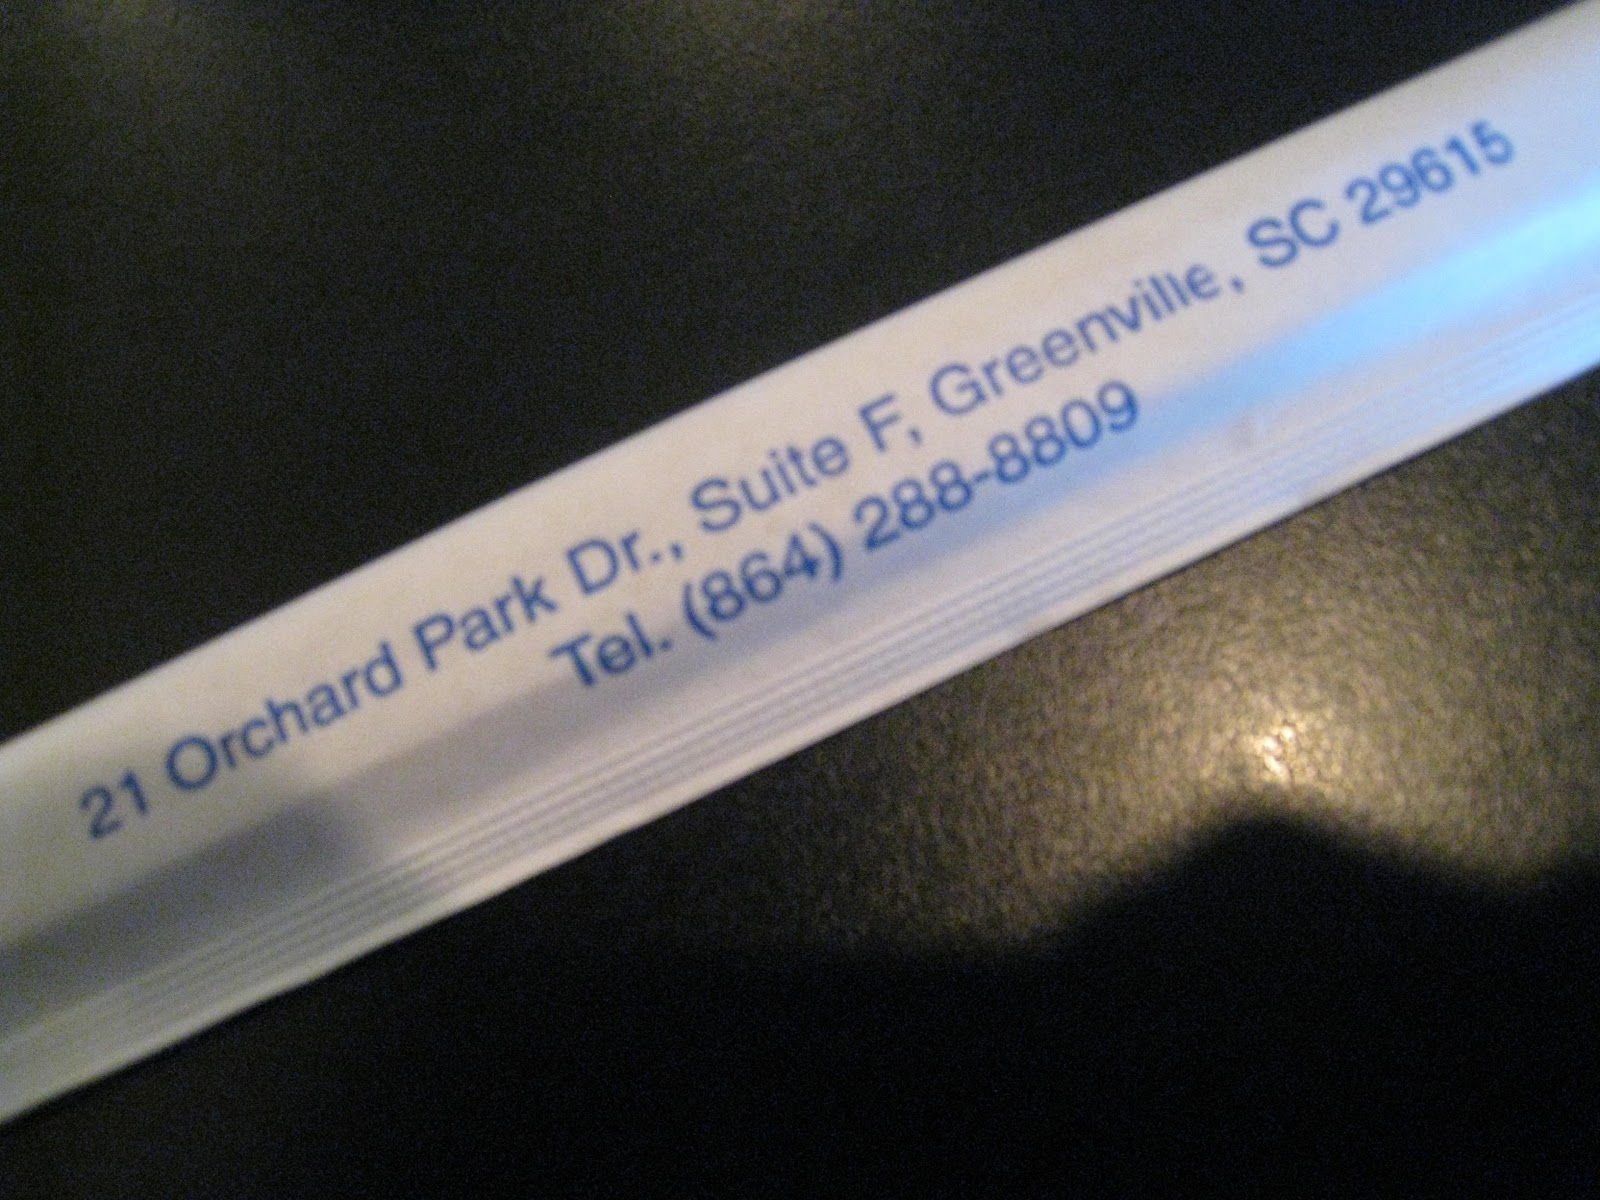 21 Orchard Park Dr., Suite F, Greenville, SC 29615
Tel. (864) 288-8809